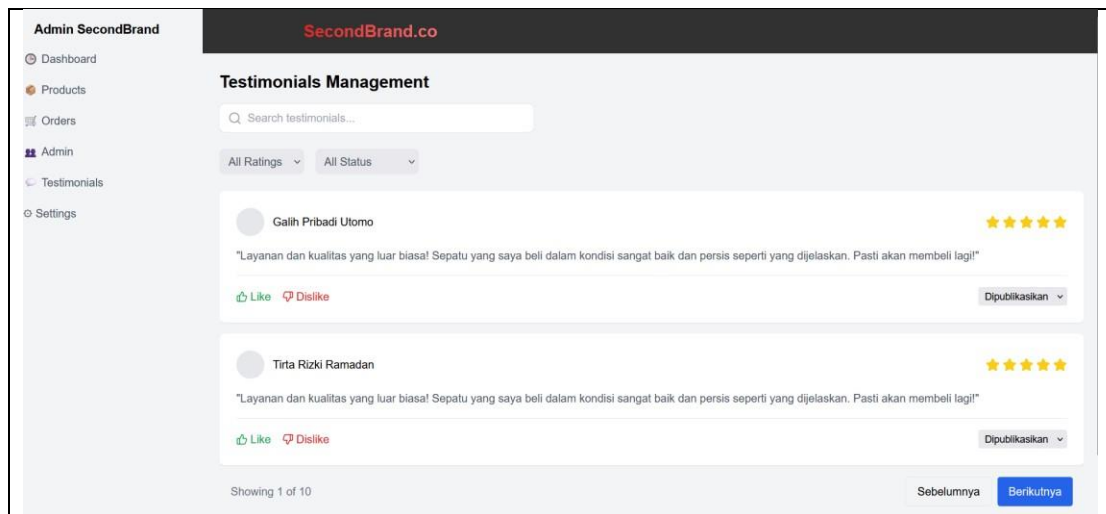 Admin SecondBrand
Dashboard
Products
Orders
Admin
Testimonials
Settings
SecondBrand.co
Testimonials Management
Search testimonials...
All Ratings
All Status
Galih Pribadi Utomo
"Layanan dan kualitas yang luar biasa! Sepatu yang saya beli dalam kondisi sangat baik dan persis seperti yang dijelaskan. Pasti akan membeli lagi!"
Like Dislike
Dipublikasikan
Tirta Rizki Ramadan
"Layanan dan kualitas yang luar biasa! Sepatu yang saya beli dalam kondisi sangat baik dan persis seperti yang dijelaskan. Pasti akan membeli lagi!"
Like Dislike
Dipublikasikan
Showing 1 of 10
Sebelumnya
Berikutnya